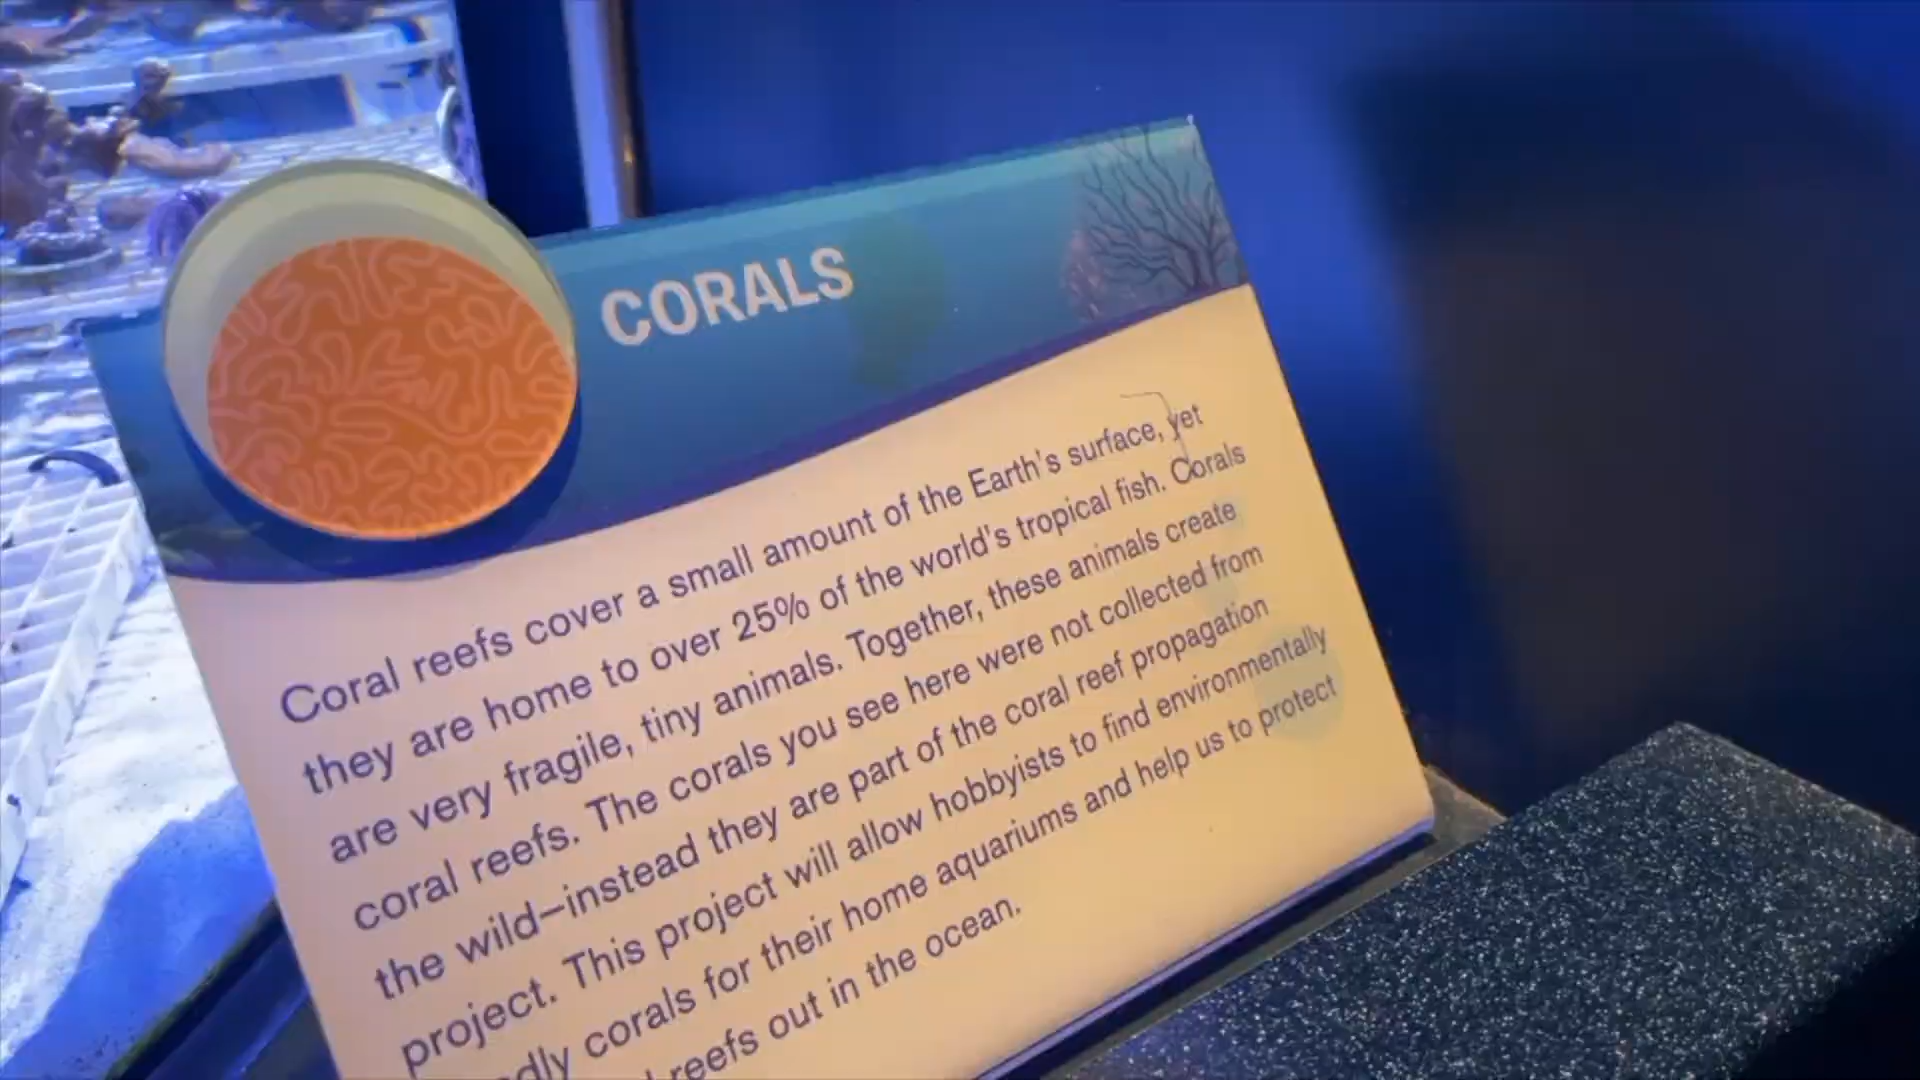 CORALS
Coral reefs cover a small amount of the Earth's surface, yet
they are home to over 25% of the world's tropical fish. Corals
are very fragile, tiny animals. Together, these animals create
coral reefs. The corals you see here were not collected from
the wild–instead they are part of the coral reef propagation
project. This project will allow hobbyists to find environmentally
corals for their home aquariums and help us to protect
reefs out in the ocean.